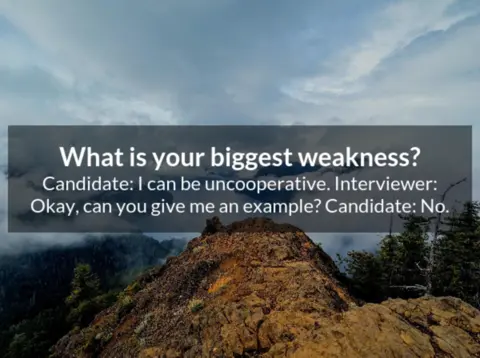 What is your biggest weakness?
Candidate: I can be uncooperative. Interviewer:
Okay, can you give me an example? Candidate: No.